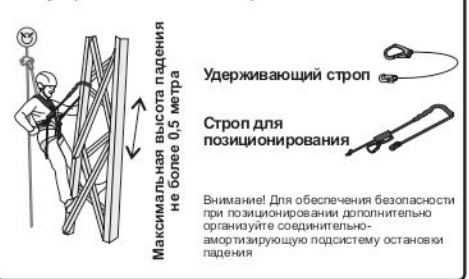 Максимальная высота падения
не более 0,5 метра
Удерживающий строп
Строп для
позиционирования
Внимание! Для обеспечения безопасности
при позиционировании дополнительно
организуйте соединительно-
амортизирующую подсистему остановки
падения